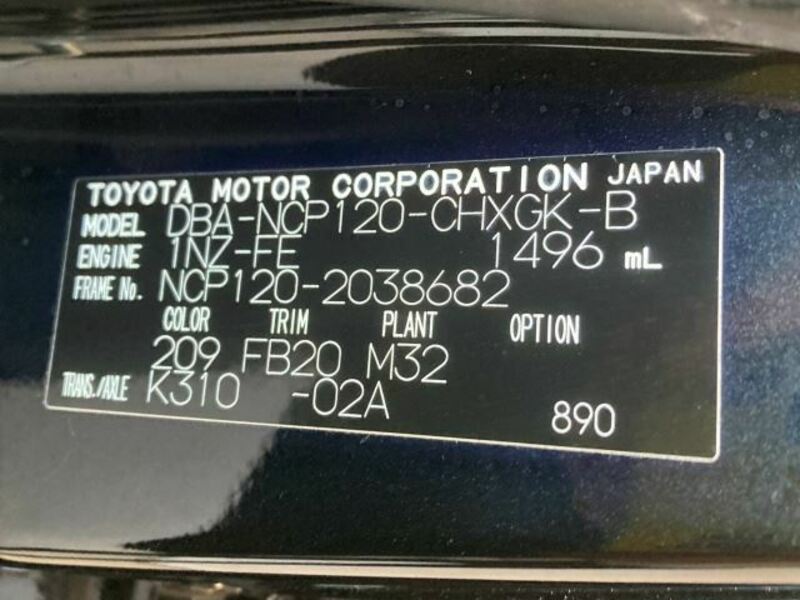 TOYOTA MOTOR CORPORATION JAPAN
MODEL DBA-NCP120-CHXGK-B
ENGINE 1NZ-FE 1496 mL
FRAME No. NCP120-2038682
COLOR TRIM PLANT OPTION
209 FB20 M32
TRANS./AXLE K310 -02A
890